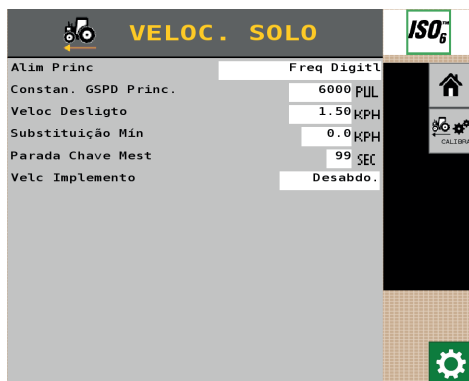 VELOC. SOLO
ISO6™
Alim Princ Freq Digitl
Constan. GSPD Princ. 6000 PUL
Veloc Desligto 1.50 KPH
Substituição Mín 0.0 KPH
Parada Chave Mest 99 SEC
Velc Implemento Desabdo.
CALIBRA